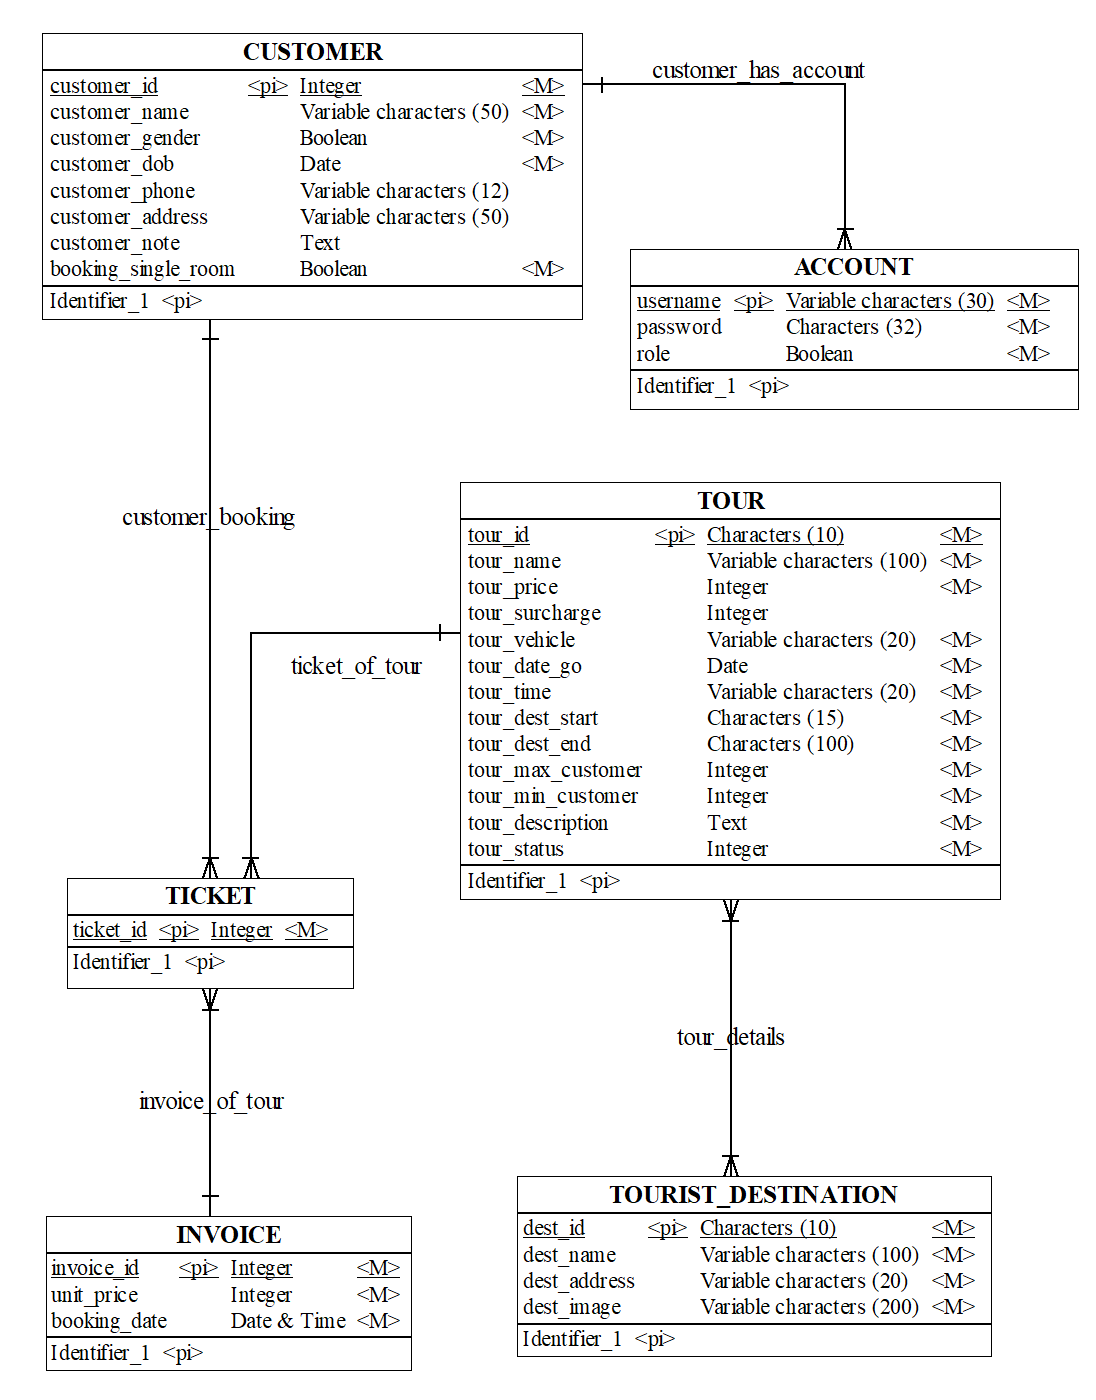 CUSTOMER
customer_id <pi> Integer <M>
customer_name Variable characters (50) <M>
customer_gender Boolean <M>
customer_dob Date <M>
customer_phone Variable characters (12)
customer_address Variable characters (50)
customer_note Text
booking_single_room Boolean <M>
Identifier_1 <pi>
customer_has_account
ACCOUNT
username <pi> Variable characters (30) <M>
password Characters (32) <M>
role Boolean <M>
Identifier_1 <pi>
customer_booking
TOUR
tour_id <pi> Characters (10) <M>
tour_name Variable characters (100) <M>
tour_price Integer <M>
tour_surcharge Integer
tour_vehicle Variable characters (20) <M>
tour_date_go Date <M>
tour_time Variable characters (20) <M>
tour_dest_start Characters (15) <M>
tour_dest_end Characters (100) <M>
tour_max_customer Integer <M>
tour_min_customer Integer <M>
tour_description Text <M>
tour_status Integer <M>
Identifier_1 <pi>
ticket_of_tour
TICKET
ticket_id <pi> Integer <M>
Identifier_1 <pi>
tour_details
invoice_of_tour
TOURIST_DESTINATION
dest_id <pi> Characters (10) <M>
dest_name Variable characters (100) <M>
dest_address Variable characters (20) <M>
dest_image Variable characters (200) <M>
Identifier_1 <pi>
INVOICE
invoice_id <pi> Integer <M>
unit_price Integer <M>
booking_date Date & Time <M>
Identifier_1 <pi>